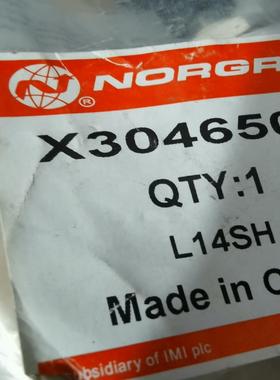 NORGR
X304650
QTY:1
L14SH
Made in C
bsidiary of IMI plc